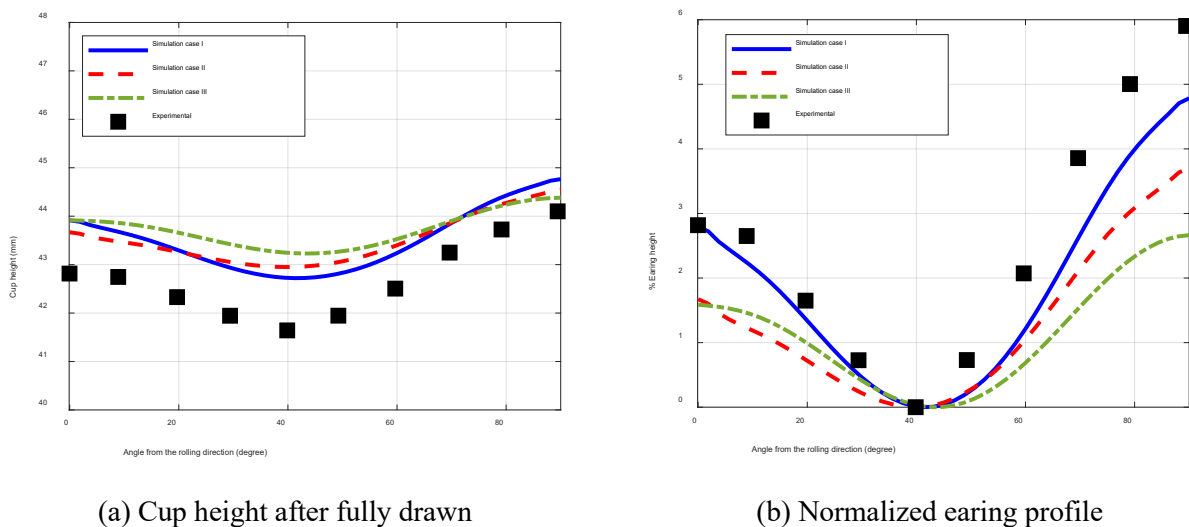 48
47
46
45
44
43
42
41
40
Cup height (mm)
Simulation case I
Simulation case II
Simulation case III
Experimental
0 20 40 60 80
Angle from the rolling direction (degree)
(a) Cup height after fully drawn
6
5
4
3
2
1
0
% Earing height
Simulation case I
Simulation case II
Simulation case III
Experimental
0 20 40 60 80
Angle from the rolling direction (degree)
(b) Normalized earing profile